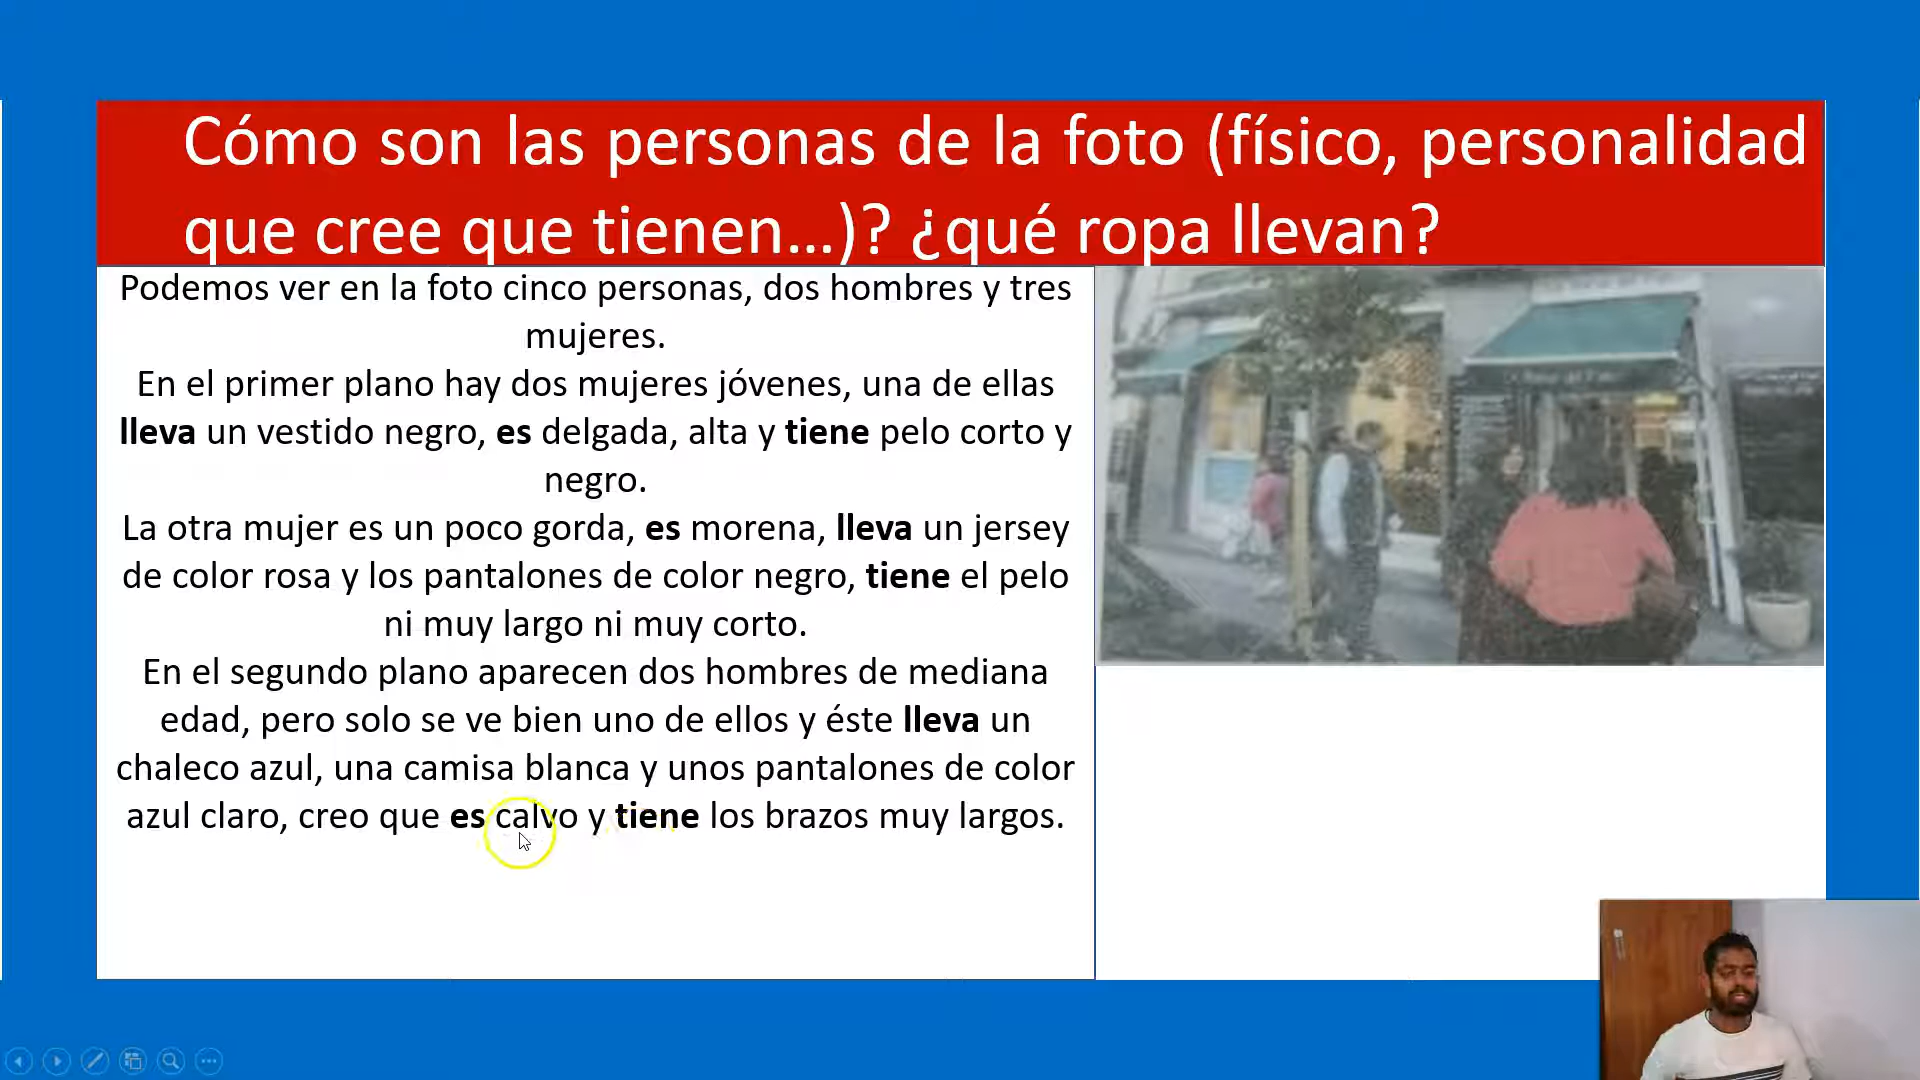 Cómo son las personas de la foto (físico, personalidad
que cree que tienen...)? ¿qué ropa llevan?
Podemos ver en la foto cinco personas, dos hombres y tres
mujeres.
En el primer plano hay dos mujeres jóvenes, una de ellas
lleva un vestido negro, es delgada, alta y tiene pelo corto y
negro.
La otra mujer es un poco gorda, es morena, lleva un jersey
de color rosa y los pantalones de color negro, tiene el pelo
ni muy largo ni muy corto.
En el segundo plano aparecen dos hombres de mediana
edad, pero solo se ve bien uno de ellos y éste lleva un
chaleco azul, una camisa blanca y unos pantalones de color
azul claro, creo que es calvo y tiene los brazos muy largos.